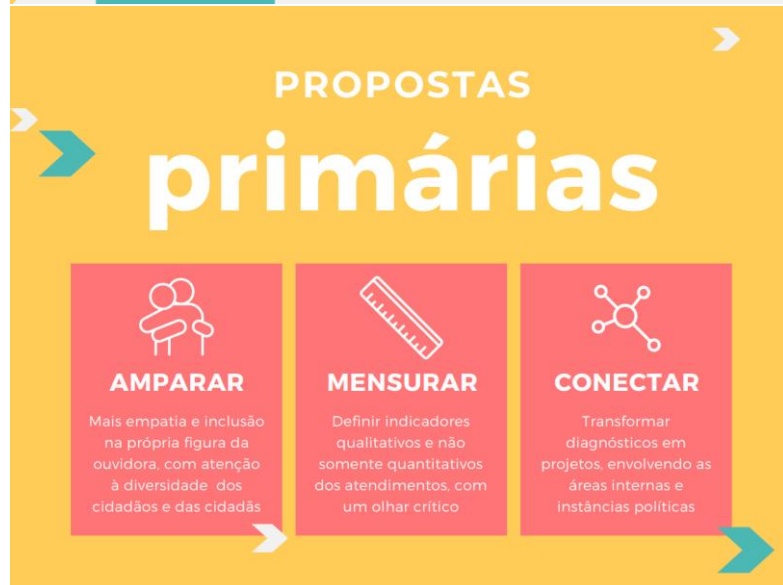 PROPOSTAS
primárias
AMPARAR
Mais empatia e inclusão
na própria figura da
ouvidora, com atenção
à diversidade dos
cidadãos e das cidadãs
MENSURAR
Definir indicadores
qualitativos e não
somente quantitativos
dos atendimentos, com
um olhar crítico
CONECTAR
Transformar
diagnósticos em
projetos, envolvendo as
áreas internas e
instâncias políticas